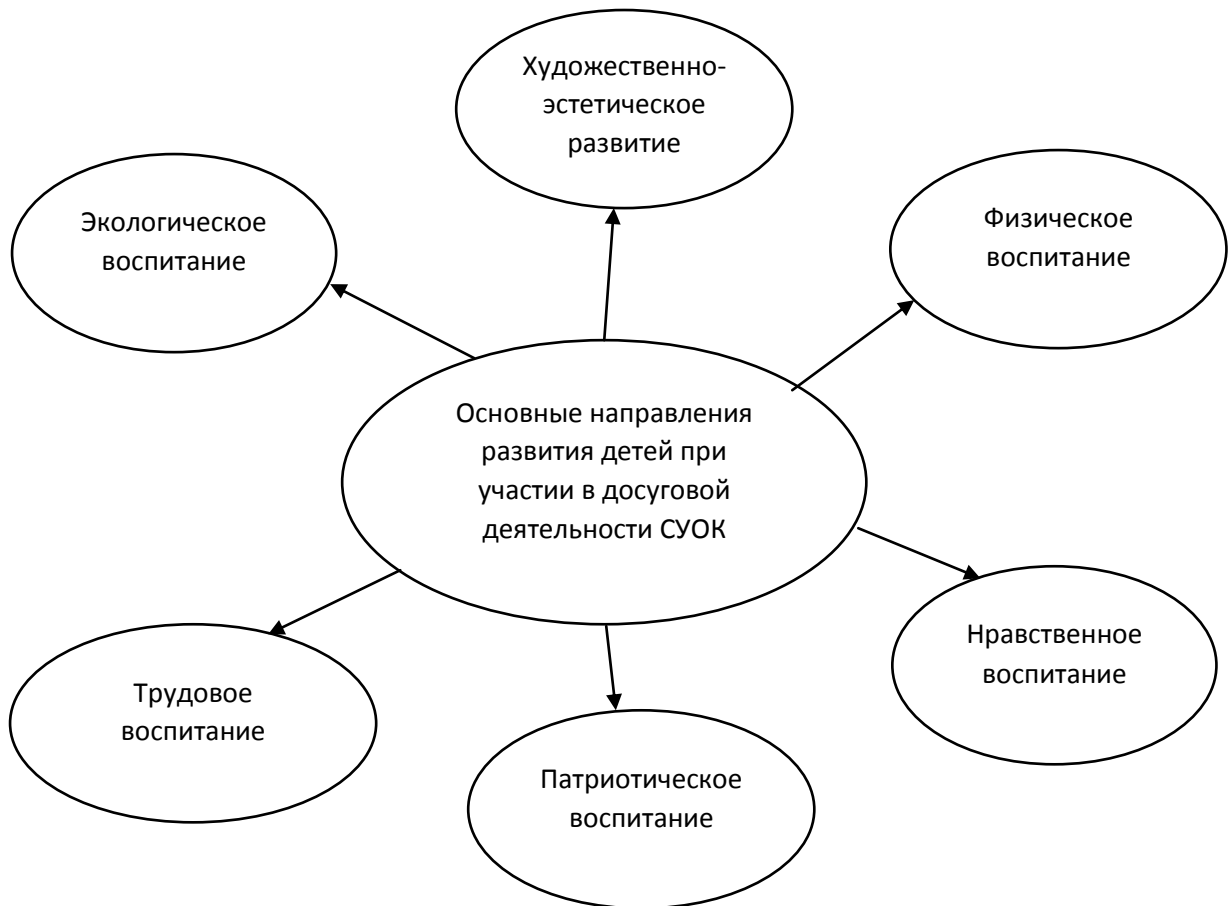 Художественно-
эстетическое
развитие
Экологическое
воспитание
Физическое
воспитание
Основные направления
развития детей при
участии в досуговой
деятельности СУОК
Нравственное
воспитание
Трудовое
воспитание
Патриотическое
воспитание